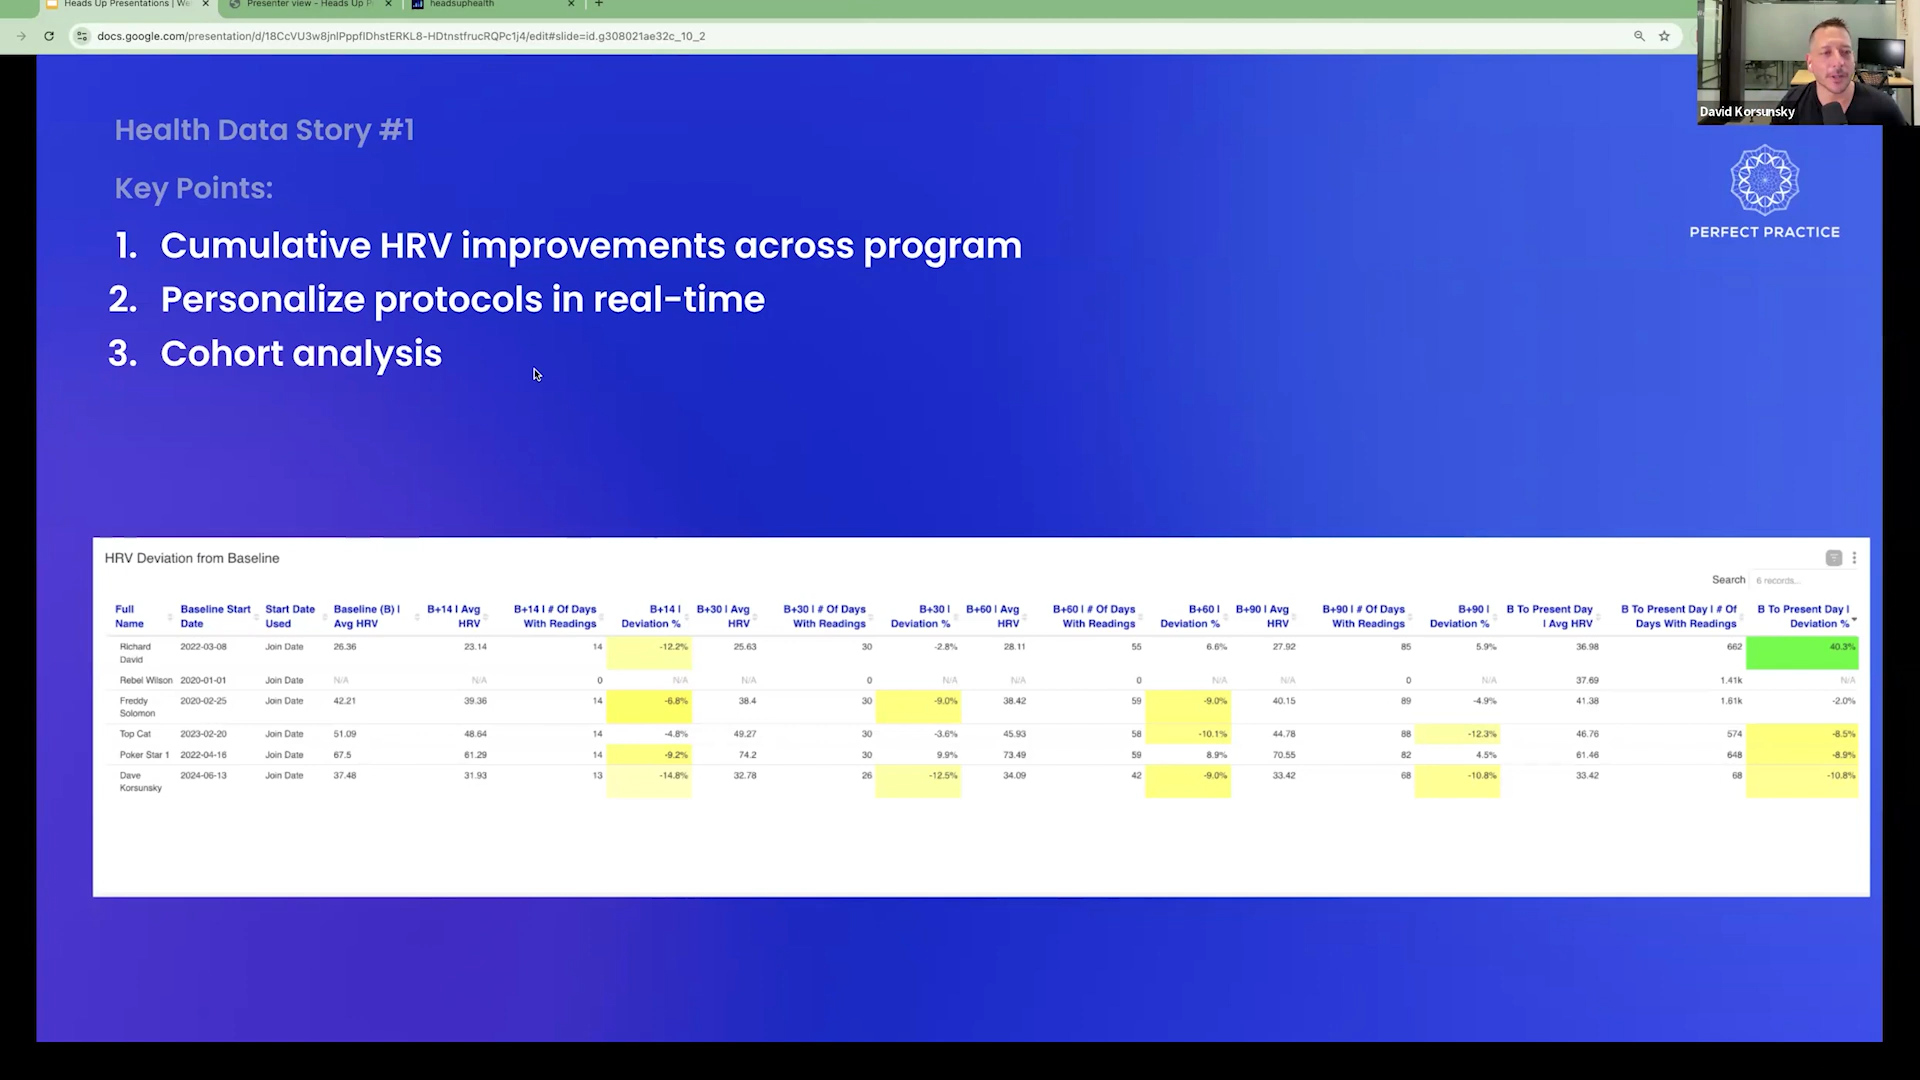 Heads Up Presentations | We
Presenter view - Heads Up P
headsuphealth
docs.google.com/presentation/d/18CcVU3w8jnlPppflDhstERKL8-HDtnstfrucRQPc1j4/edit#slide=id.g308021ae32c_10_2
David Korsunsky
Health Data Story #1
PERFECT PRACTICE
Key Points:
1. Cumulative HRV improvements across program
2. Personalize protocols in real-time
3. Cohort analysis
HRV Deviation from Baseline
Search 6 records...
Full Name Baseline Start Date Start Date Used Baseline (B) | Avg HRV B+14 | Avg HRV B+14 | # Of Days With Readings B+14 | Deviation % B+30 | Avg HRV B+30 | # Of Days With Readings B+30 | Deviation % B+60 | Avg HRV B+60 | # Of Days With Readings B+60 | Deviation % B+90 | Avg HRV B+90 | # Of Days With Readings B+90 | Deviation % B To Present Day | Avg HRV B To Present Day | # Of Days With Readings B To Present Day | Deviation %
Richard David 2022-03-08 Join Date 26.36 23.14 14 -12.2% 25.63 30 -2.8% 28.11 55 6.6% 27.92 85 5.9% 36.98 662 40.3%
Rebel Wilson 2020-01-01 Join Date N/A N/A 0 N/A N/A 0 N/A N/A 0 N/A N/A 0 N/A 37.69 1.41k N/A
Freddy Solomon 2020-02-25 Join Date 42.21 39.36 14 -6.8% 38.4 30 -9.0% 38.42 59 -9.0% 40.15 89 -4.9% 41.38 1.61k -2.0%
Top Cat 2023-02-20 Join Date 51.09 48.64 14 -4.8% 49.27 30 -3.6% 45.93 58 -10.1% 44.78 88 -12.3% 46.76 574 -8.5%
Poker Star 1 2022-04-16 Join Date 67.5 61.29 14 -9.2% 74.2 30 9.9% 73.49 59 8.9% 70.55 82 4.5% 61.46 648 -8.9%
Dave Korsunsky 2024-06-13 Join Date 37.48 31.93 13 -14.8% 32.78 26 -12.5% 34.09 42 -9.0% 33.42 68 -10.8% 33.42 68 -10.8%